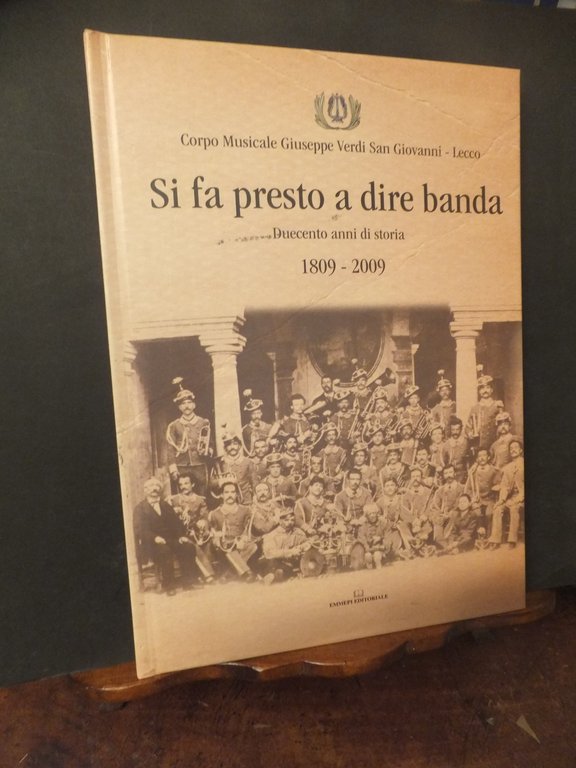 Corpo Musicale Giuseppe Verdi San Giovanni - Lecco
Si fa presto a dire banda
Duecento anni di storia
1809 - 2009
EMMEPI EDITORIALE